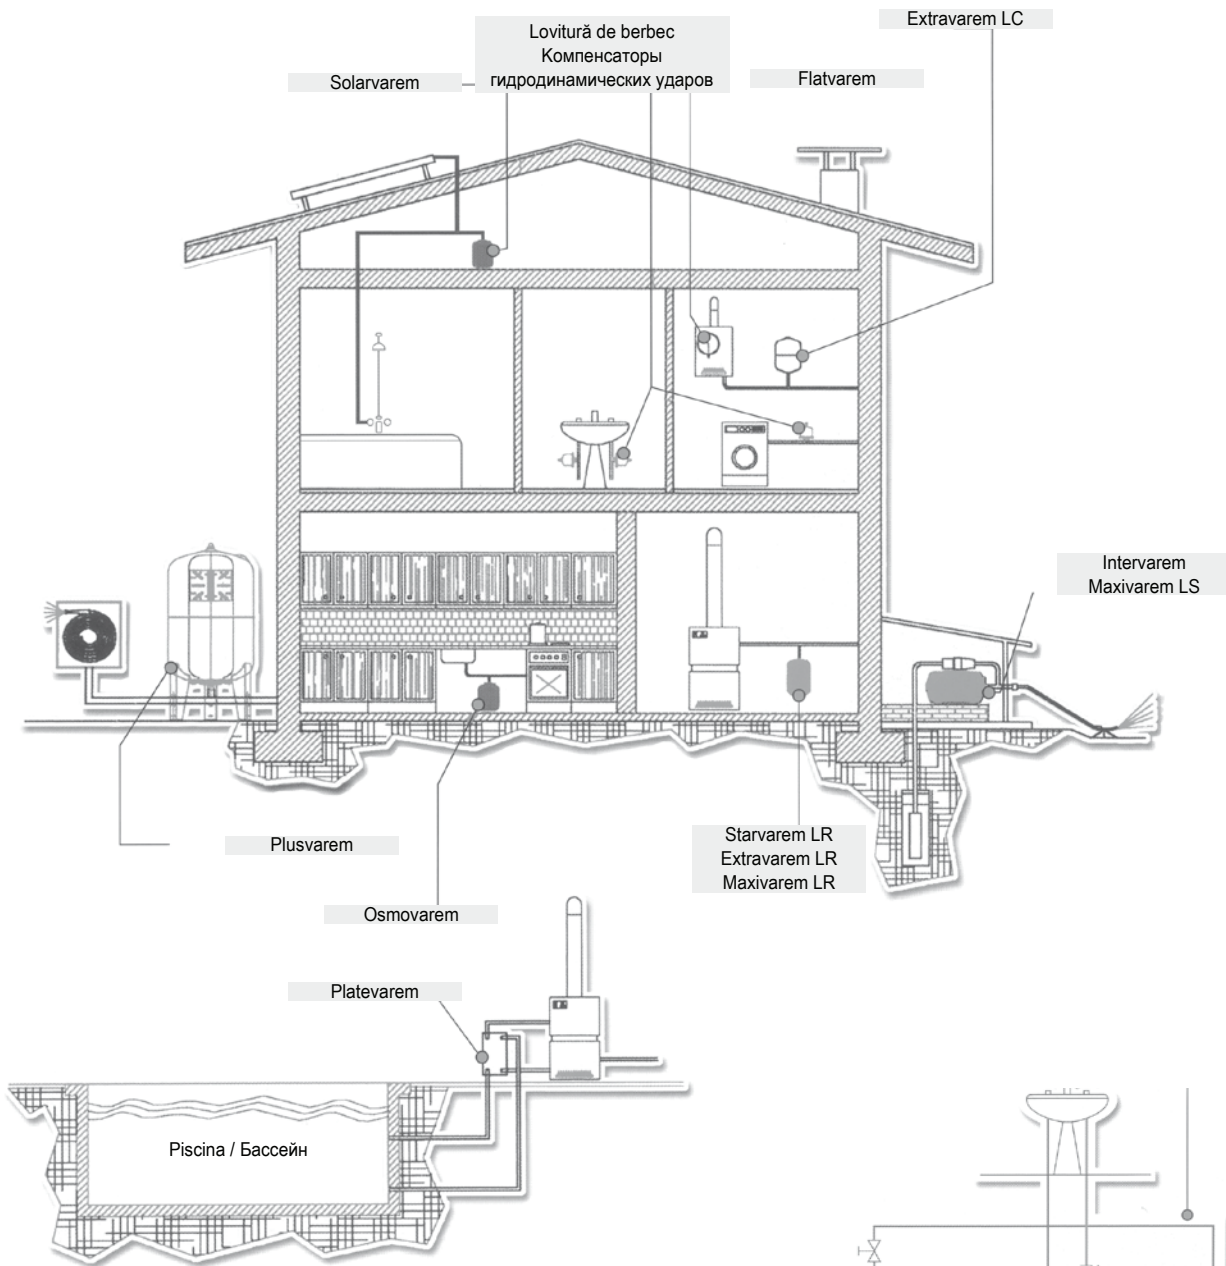 Extravarem LC
Lovitură de berbec
Компенсаторы
гидродинамических ударов
Solarvarem
Flatvarem
Intervarem
Maxivarem LS
Plusvarem
Starvarem LR
Extravarem LR
Maxivarem LR
Osmovarem
Platevarem
Piscina / Бассейн